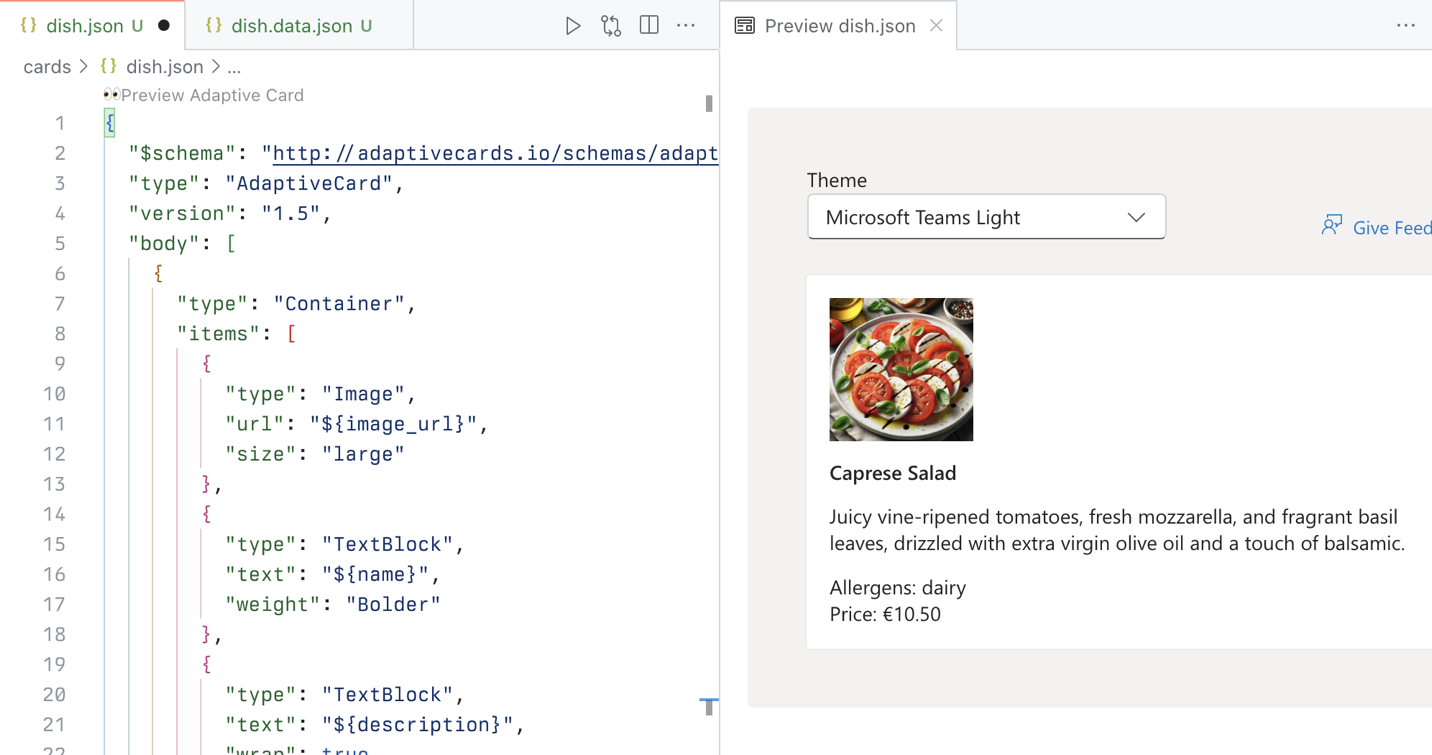 {} dish.json U ● {} dish.data.json U
Preview dish.json
cards > {} dish.json > ...
Preview Adaptive Card
1 {
2 "$schema": "http://adaptivecards.io/schemas/adapt
3 "type": "AdaptiveCard",
4 "version": "1.5",
5 "body": [
6 {
7 "type": "Container",
8 "items": [
9 {
10 "type": "Image",
11 "url": "${image_url}",
12 "size": "large"
13 },
14 {
15 "type": "TextBlock",
16 "text": "${name}",
17 "weight": "Bolder"
18 },
19 {
20 "type": "TextBlock",
21 "text": "${description}",
22 "wrap": true
Theme
Microsoft Teams Light
Give Feed
Caprese Salad
Juicy vine-ripened tomatoes, fresh mozzarella, and fragrant basil
leaves, drizzled with extra virgin olive oil and a touch of balsamic.
Allergens: dairy
Price: €10.50